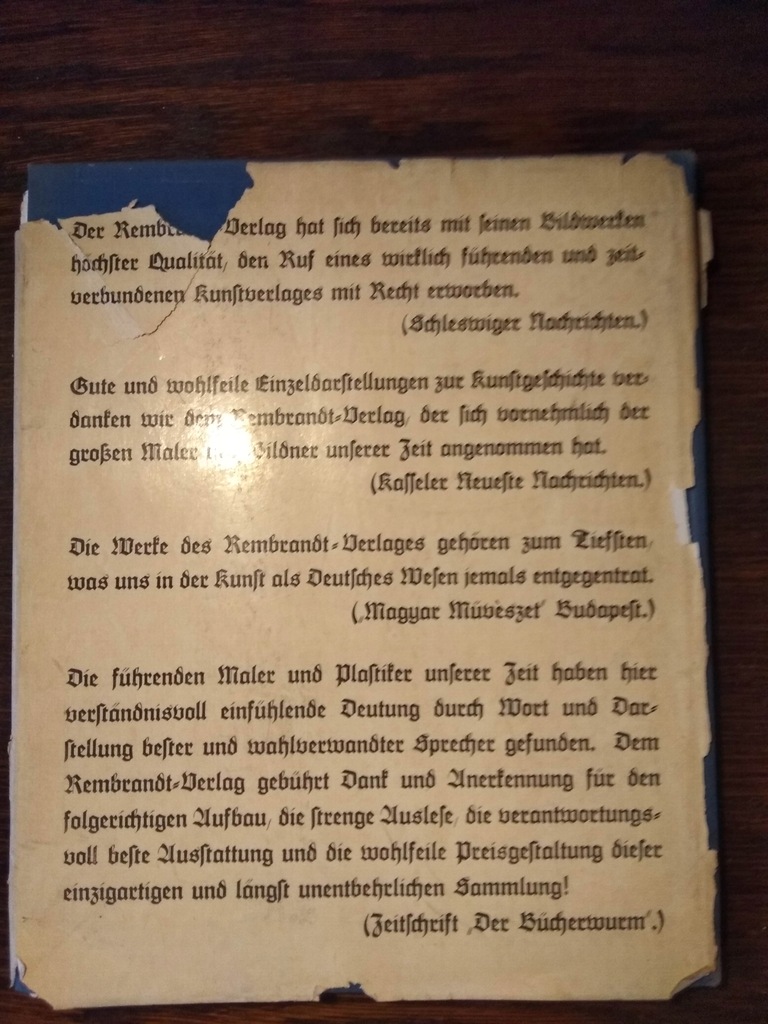 Der Verlag hat sich bereits mit seinen Bildwerken
höchster Qualität, den Ruf eines wirklich führenden und zeit-
verbundenen Kunstverlages mit Recht erworben.
(Schleswiger Nachrichten.)
Gute und wohlfeile Einzeldarstellungen zur Kunstgeschichte ver-
danken wir dem Rembrandt-Verlag, der sich vornehmlich der
großen Maler Bildner unserer Zeit angenommen hat.
(Kasseler Neueste Nachrichten.)
Die Werke des Rembrandt-Verlages gehören zum Tiefsten,
was uns in der Kunst als Deutsches Wesen jemals entgegentrat.
(„Magyar Müveszet“ Budapest.)
Die führenden Maler und Plastiker unserer Zeit haben hier
verständnisvoll einfühlende Deutung durch Wort und Dar-
stellung bester und wahlverwandter Sprecher gefunden. Dem
Rembrandt-Verlag gebührt Dank und Anerkennung für den
folgerichtigen Aufbau, die strenge Auslese, die verantwortungs-
voll beste Ausstattung und die wohlfeile Preisgestaltung dieser
einzigartigen und längst unentbehrlichen Sammlung!
(Zeitschrift „Der Bücherwurm“.)